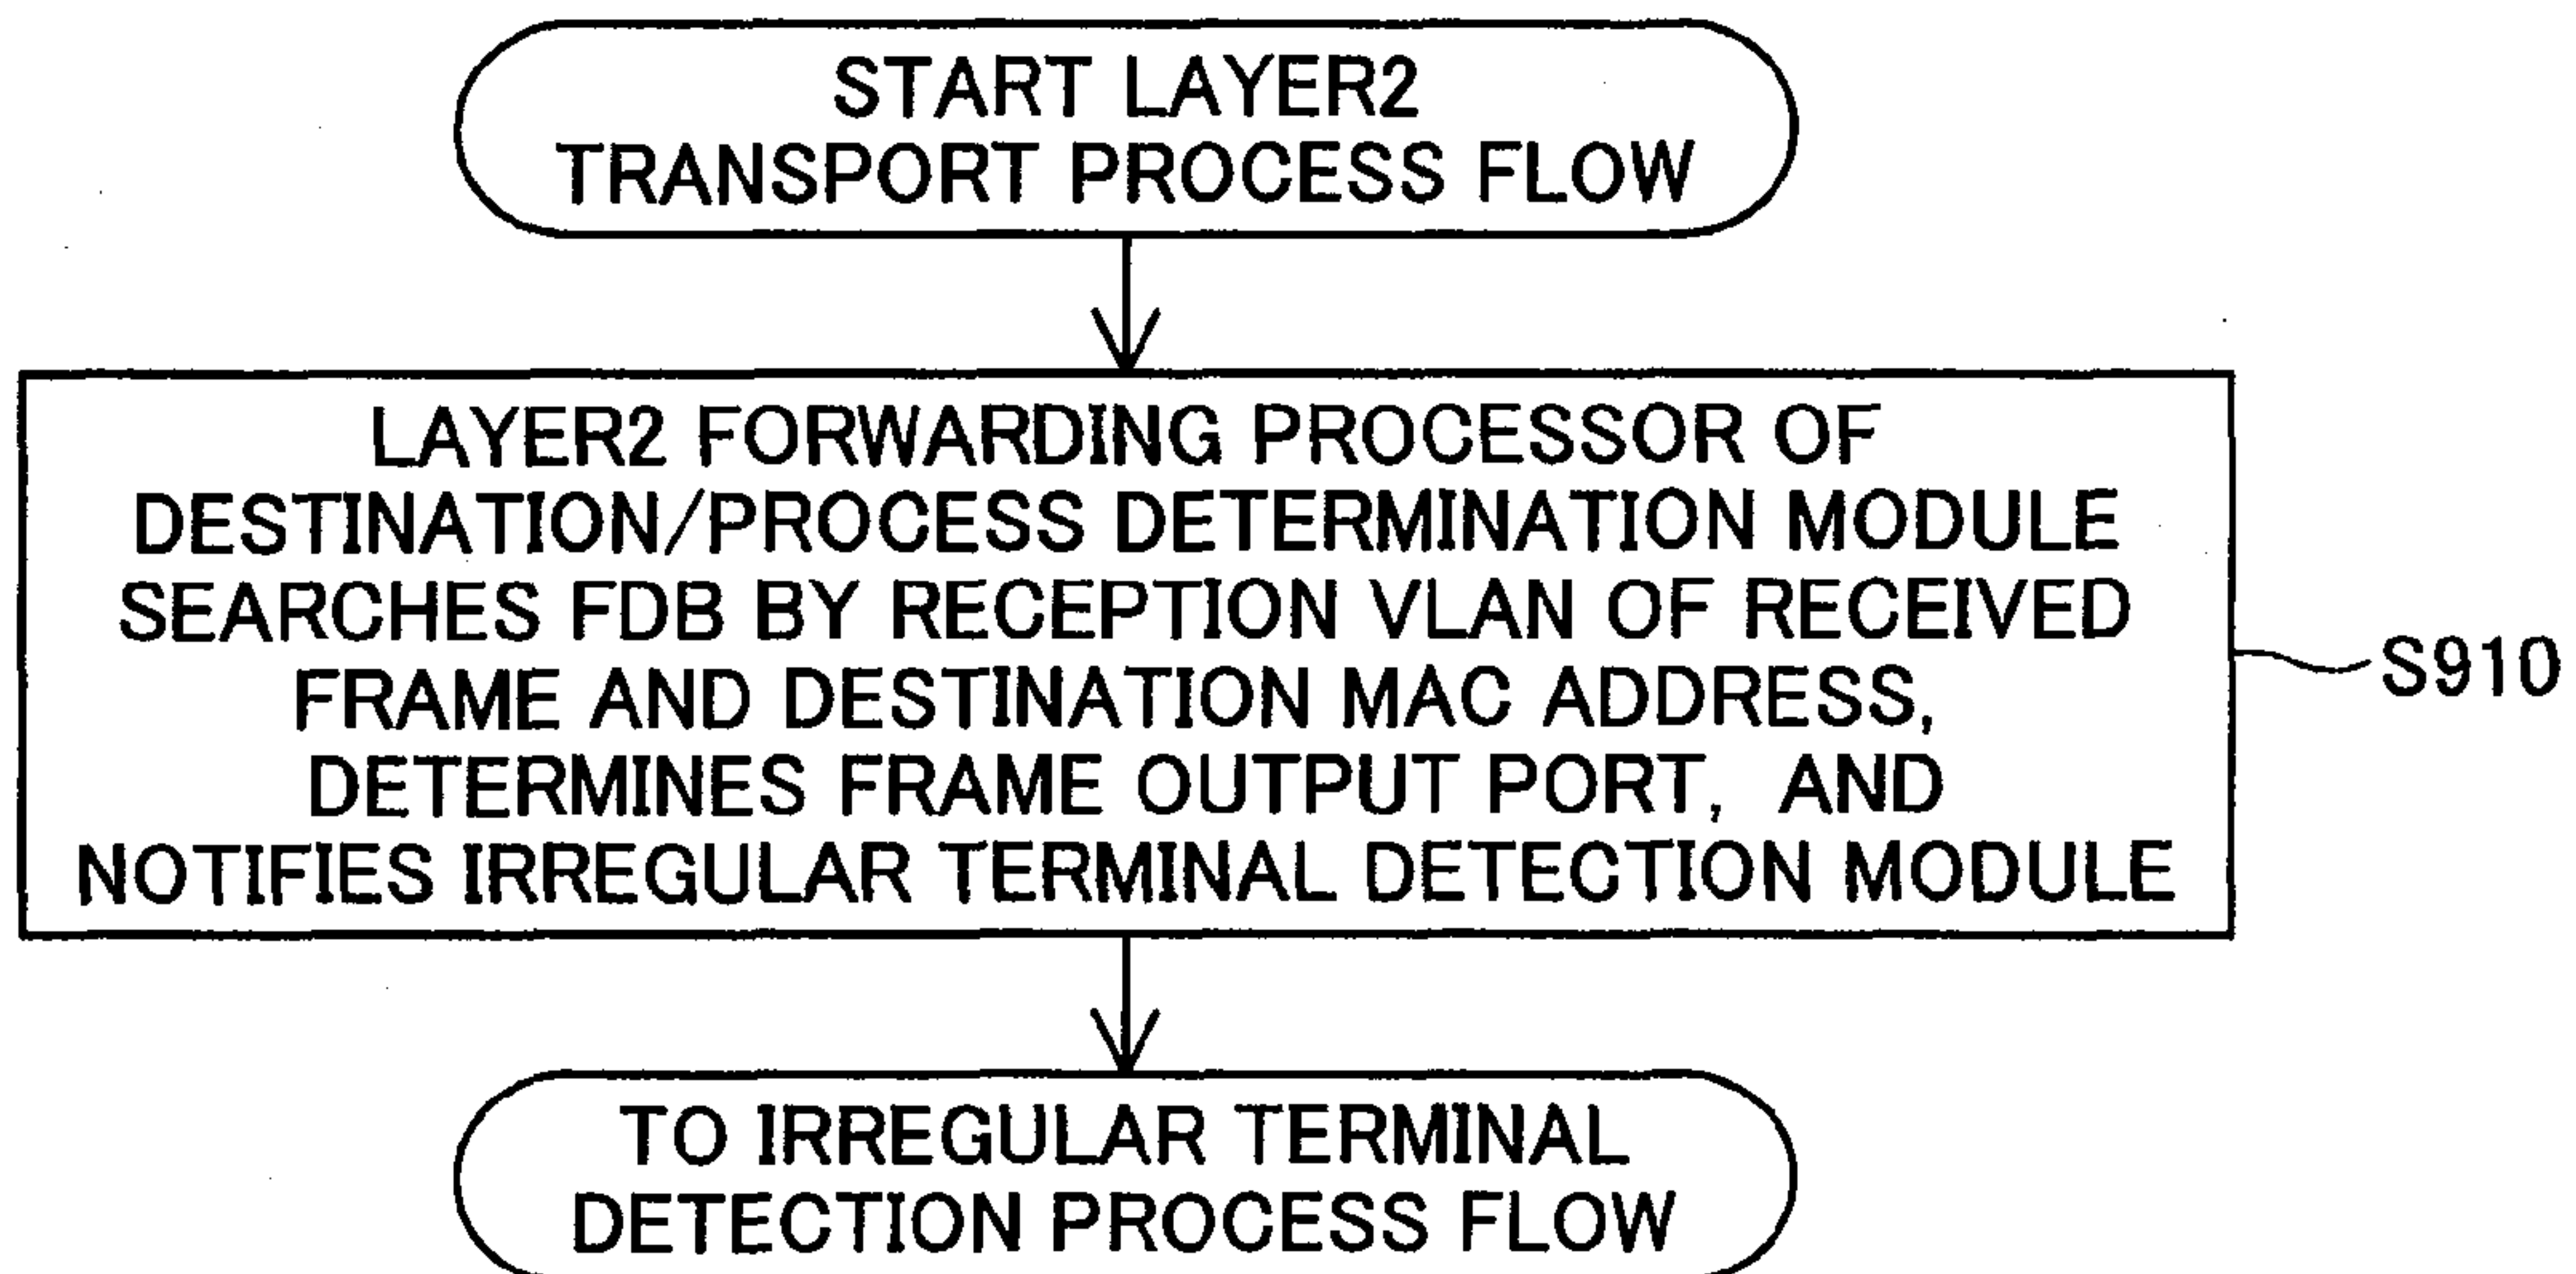 START LAYER2
TRANSPORT PROCESS FLOW
LAYER2 FORWARDING PROCESSOR OF
DESTINATION/PROCESS DETERMINATION MODULE
SEARCHES FDB BY RECEPTION VLAN OF RECEIVED
FRAME AND DESTINATION MAC ADDRESS,
DETERMINES FRAME OUTPUT PORT, AND
NOTIFIES IRREGULAR TERMINAL DETECTION MODULE
S910
TO IRREGULAR TERMINAL
DETECTION PROCESS FLOW